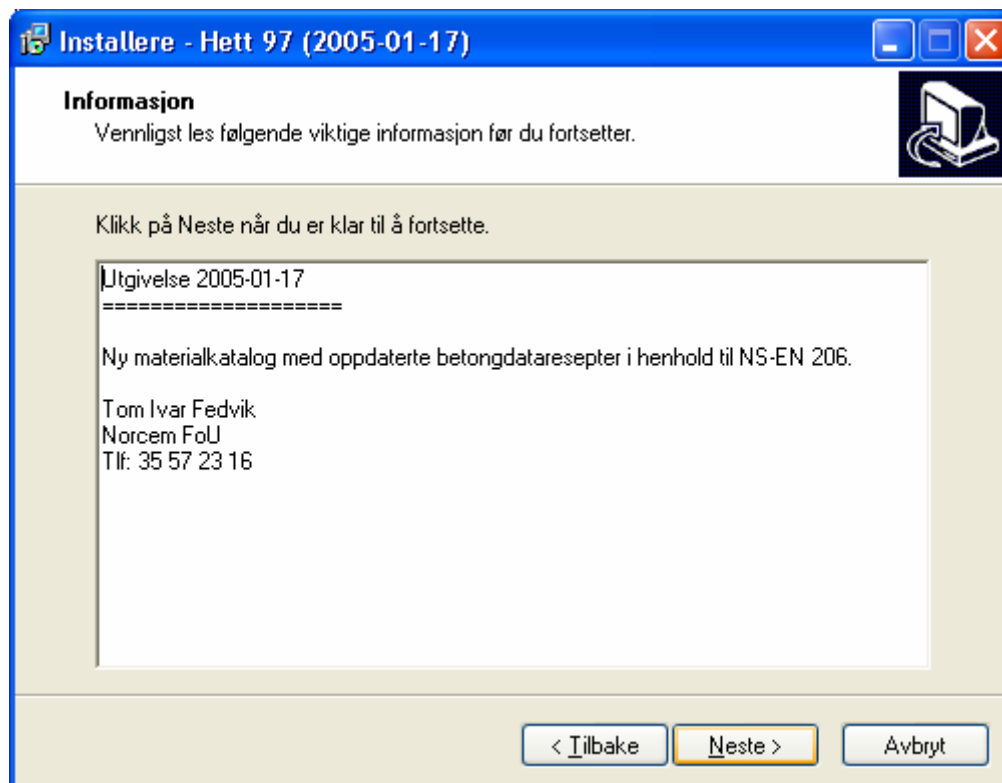 Installere - Hett 97 (2005-01-17)
Informasjon
Vennligst les følgende viktige informasjon før du fortsetter.
Klikk på Neste når du er klar til å fortsette.
Utgivelse 2005-01-17
====================
Ny materialkatalog med oppdaterte betongdataresepter i henhold til NS-EN 206.
Tom Ivar Fedvik
Norcem FoU
Tlf: 35 57 23 16
< Tilbake
Neste >
Avbryt